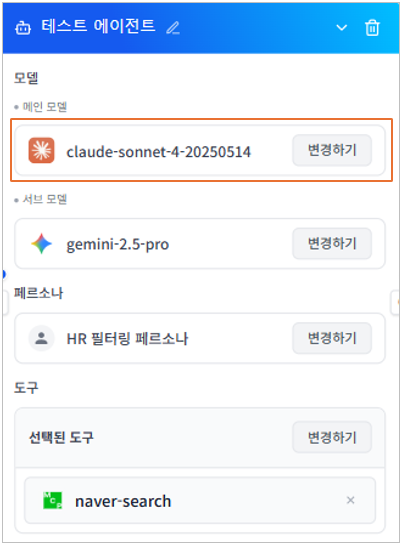 테스트 에이전트
모델
• 메인 모델
claude-sonnet-4-20250514 변경하기
• 서브 모델
gemini-2.5-pro 변경하기
페르소나
HR 필터링 페르소나 변경하기
도구
선택된 도구 변경하기
MCP naver-search ×